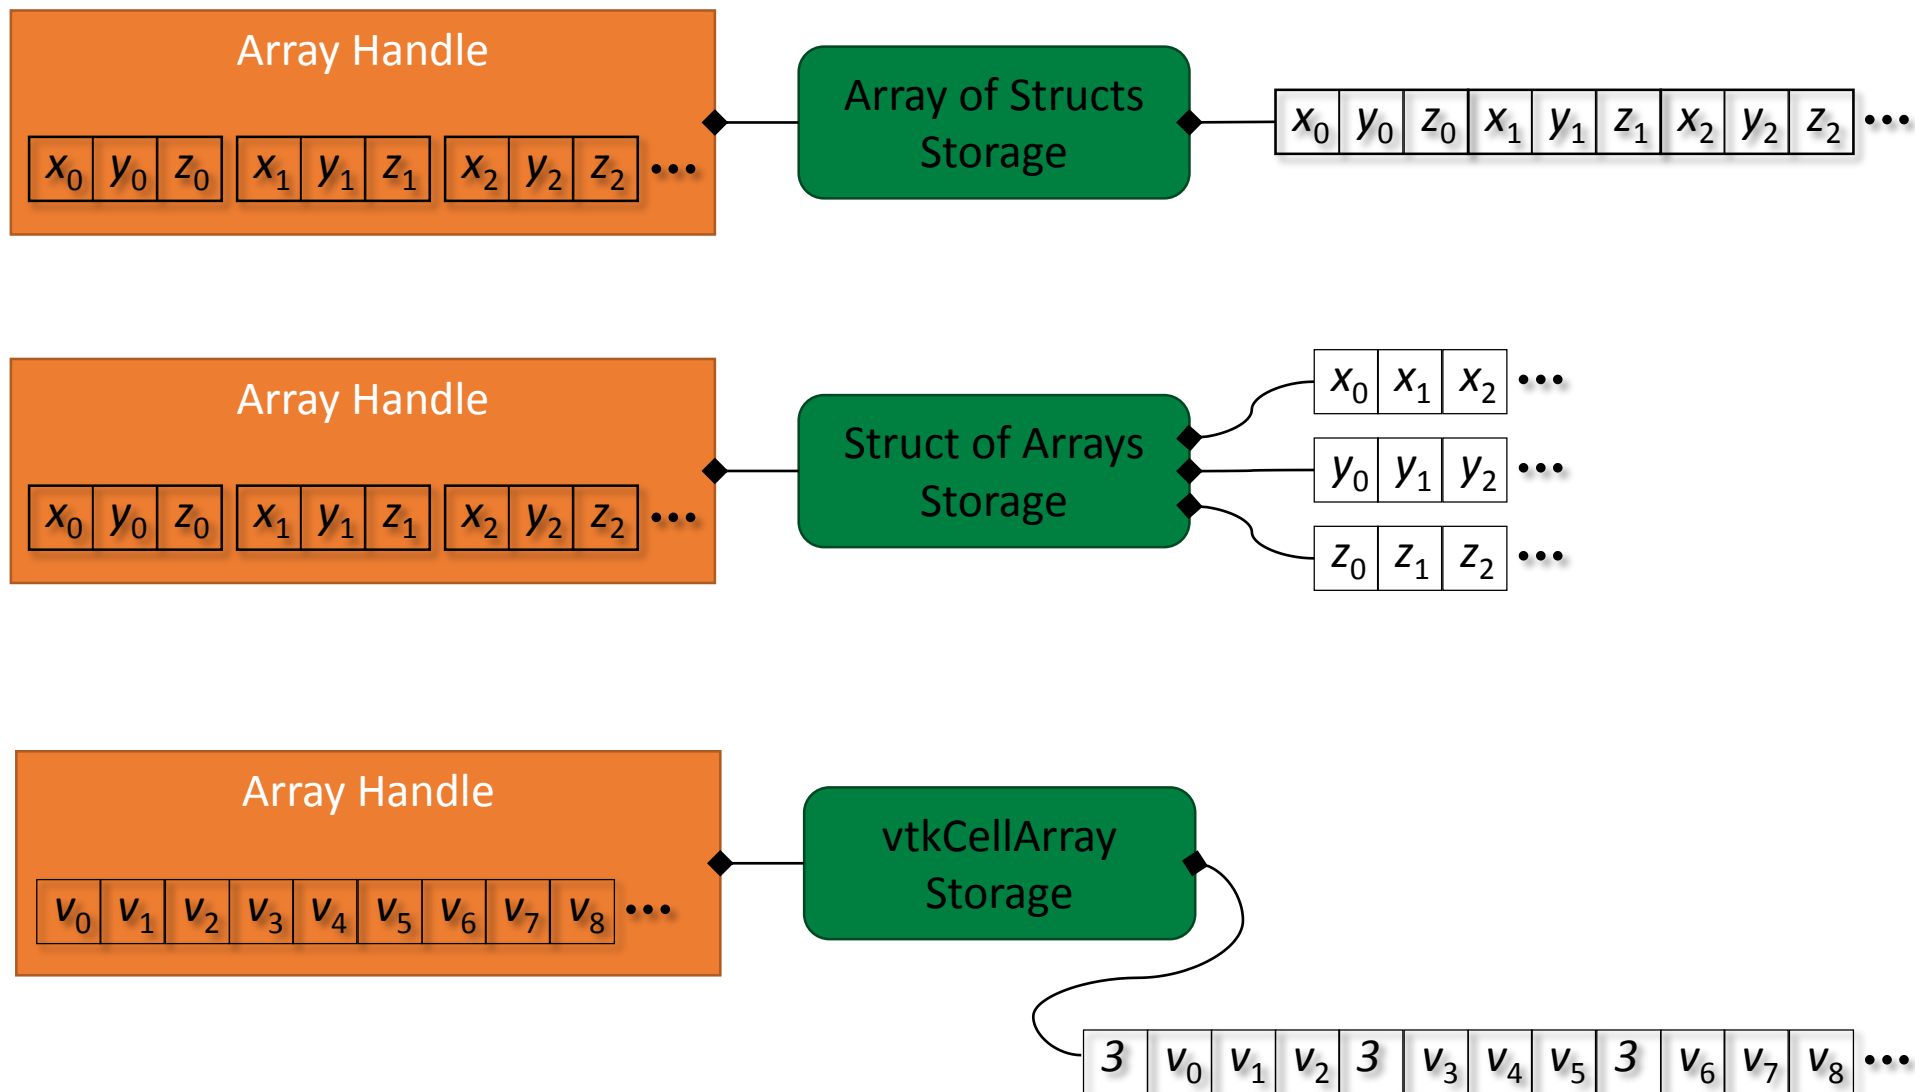 Array Handle
x₀ y₀ z₀ x₁ y₁ z₁ x₂ y₂ z₂ •••
Array of Structs
Storage
x₀ y₀ z₀ x₁ y₁ z₁ x₂ y₂ z₂ •••
Array Handle
x₀ y₀ z₀ x₁ y₁ z₁ x₂ y₂ z₂ •••
Struct of Arrays
Storage
x₀ x₁ x₂ •••
y₀ y₁ y₂ •••
z₀ z₁ z₂ •••
Array Handle
v₀ v₁ v₂ v₃ v₄ v₅ v₆ v₇ v₈ •••
vtkCellArray
Storage
3 v₀ v₁ v₂ 3 v₃ v₄ v₅ 3 v₆ v₇ v₈ •••